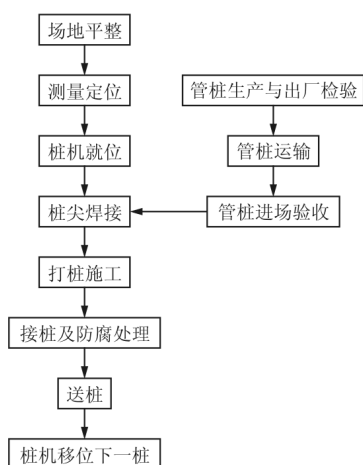 场地平整
测量定位
管桩生产与出厂检验
桩机就位
管桩运输
桩尖焊接
管桩进场验收
打桩施工
接桩及防腐处理
送桩
桩机移位下一桩